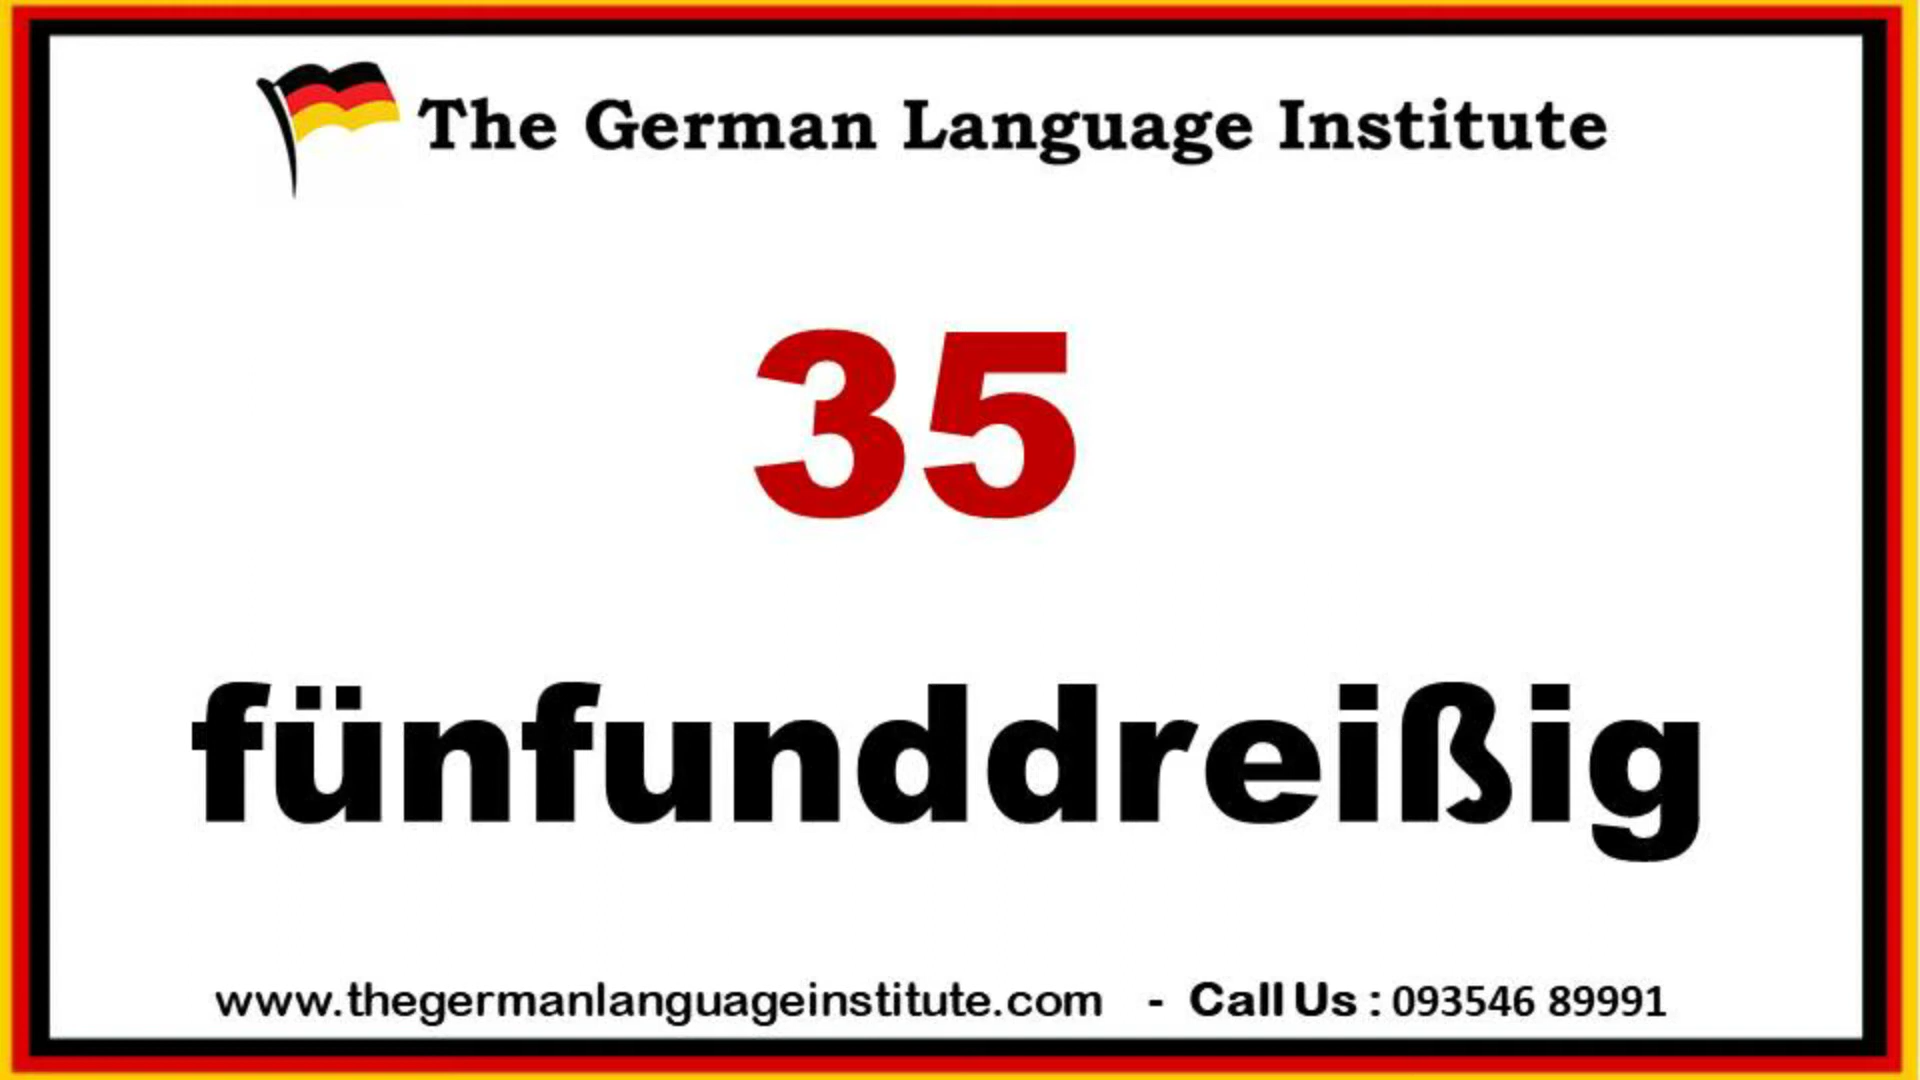 The German Language Institute
35
fünfunddreißig
www.thegermanlanguageinstitute.com - Call Us : 093546 89991